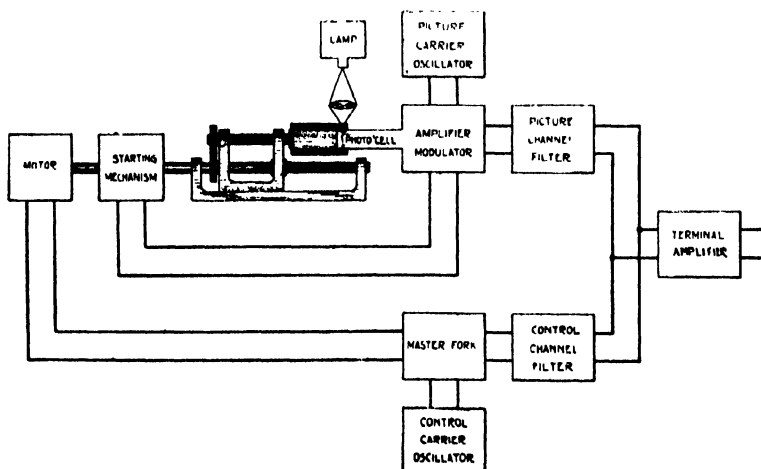 LAMP
PICTURE
CARRIER
OSCILLATOR
PHOTO CELL
AMPLIFIER
MODULATOR
PICTURE
CHANNEL
FILTER
MOTOR
STARTING
MECHANISM
TERMINAL
AMPLIFIER
MASTER FORK
CONTROL
CHANNEL
FILTER
CONTROL
CARRIER
OSCILLATOR